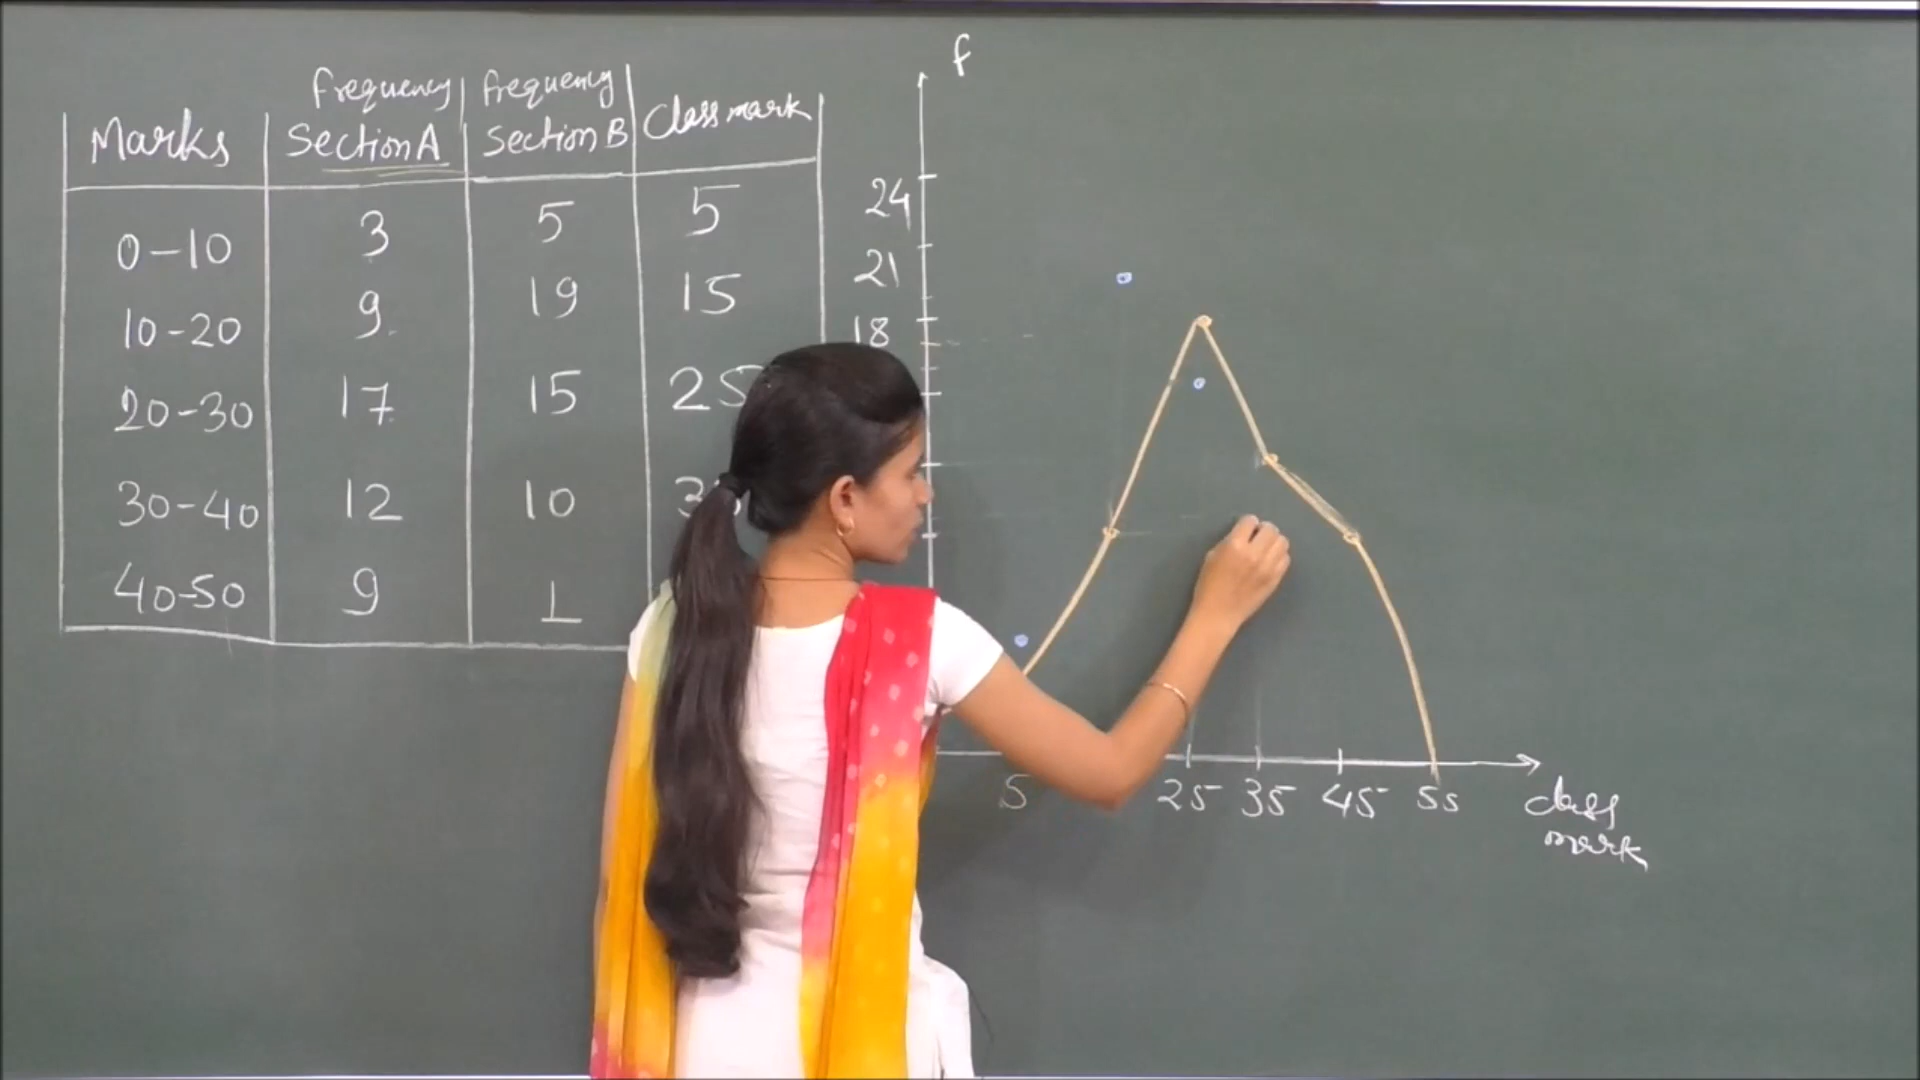 Marks
frequency Section A
frequency Section B
Class mark
0-10 3 5 5
10-20 9 19 15
20-30 17 15 25
30-40 12 10
40-50 9 1
f
24
21
18
5 25 35 45 55
class
mark